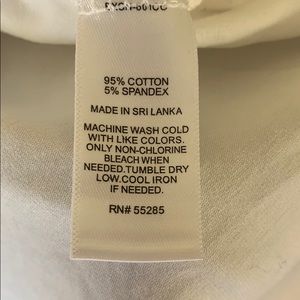 95% COTTON
5% SPANDEX
MADE IN SRI LANKA
MACHINE WASH COLD
WITH LIKE COLORS.
ONLY NON-CHLORINE
BLEACH WHEN
NEEDED.TUMBLE DRY
LOW.COOL IRON
IF NEEDED.
RN# 55285